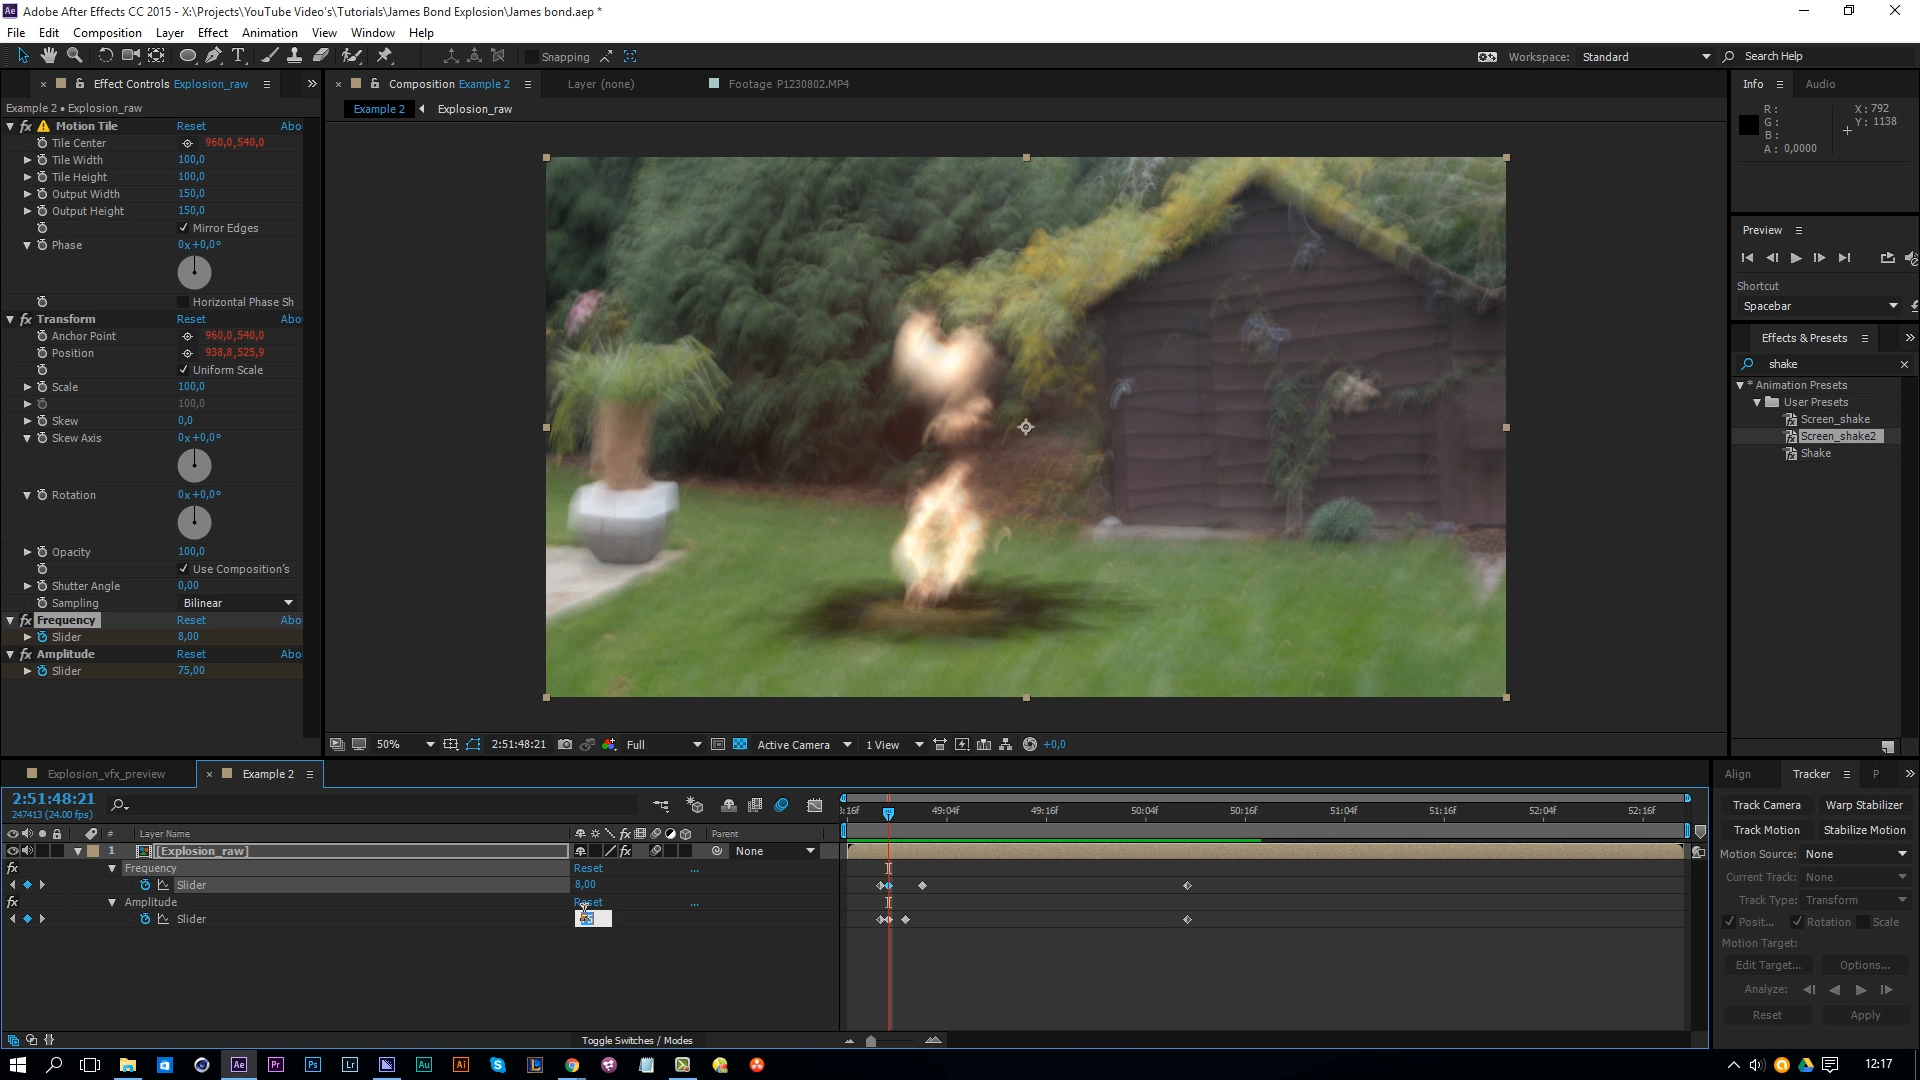 Adobe After Effects CC 2015 - X:\Projects\YouTube Video's\Tutorials\James Bond Explosion\James bond.aep *
File Edit Composition Layer Effect Animation View Window Help
Snapping
Workspace: Standard
Search Help
Effect Controls Explosion_raw
Composition Example 2
Layer (none)
Footage P1230802.MP4
Info
Audio
Example 2 • Explosion_raw
Example 2
Explosion_raw
R:
G:
B:
A: 0,0000
X: 792
Y: 1138
Motion Tile Reset Abo
Tile Center 960,0,540,0
Tile Width 100,0
Tile Height 100,0
Output Width 150,0
Output Height 150,0
Mirror Edges
Phase 0x+0,0°
Horizontal Phase Sh
Transform Reset Abo
Anchor Point 960,0,540,0
Position 938,8,525,9
Uniform Scale
Scale 100,0
100,0
Skew 0,0
Skew Axis 0x+0,0°
Rotation 0x+0,0°
Opacity 100,0
Use Composition's
Shutter Angle 0,00
Sampling Bilinear
Frequency Reset Abo
Slider 8,00
Amplitude Reset Abo
Slider 75,00
Preview
Shortcut
Spacebar
Effects & Presets
shake
* Animation Presets
User Presets
Screen_shake
Screen_shake2
Shake
50% 2:51:48:21 Full Active Camera 1 View +0,0
Explosion_vfx_preview
Example 2
2:51:48:21
247413 (24.00 fps)
# Layer Name Parent
1 [Explosion_raw] None
Frequency Reset ...
Slider 8,00
Amplitude Reset ...
Slider
:16f 49:04f 49:16f 50:04f 50:16f 51:04f 51:16f 52:04f 52:16f
Toggle Switches / Modes
Align
Tracker
P
Track Camera Warp Stabilizer
Track Motion Stabilize Motion
Motion Source: None
Current Track: None
Track Type: Transform
Posit... Rotation Scale
Motion Target:
Edit Target... Options...
Analyze:
Reset Apply
Ae Pr Ps Lr Au Ai
12:17